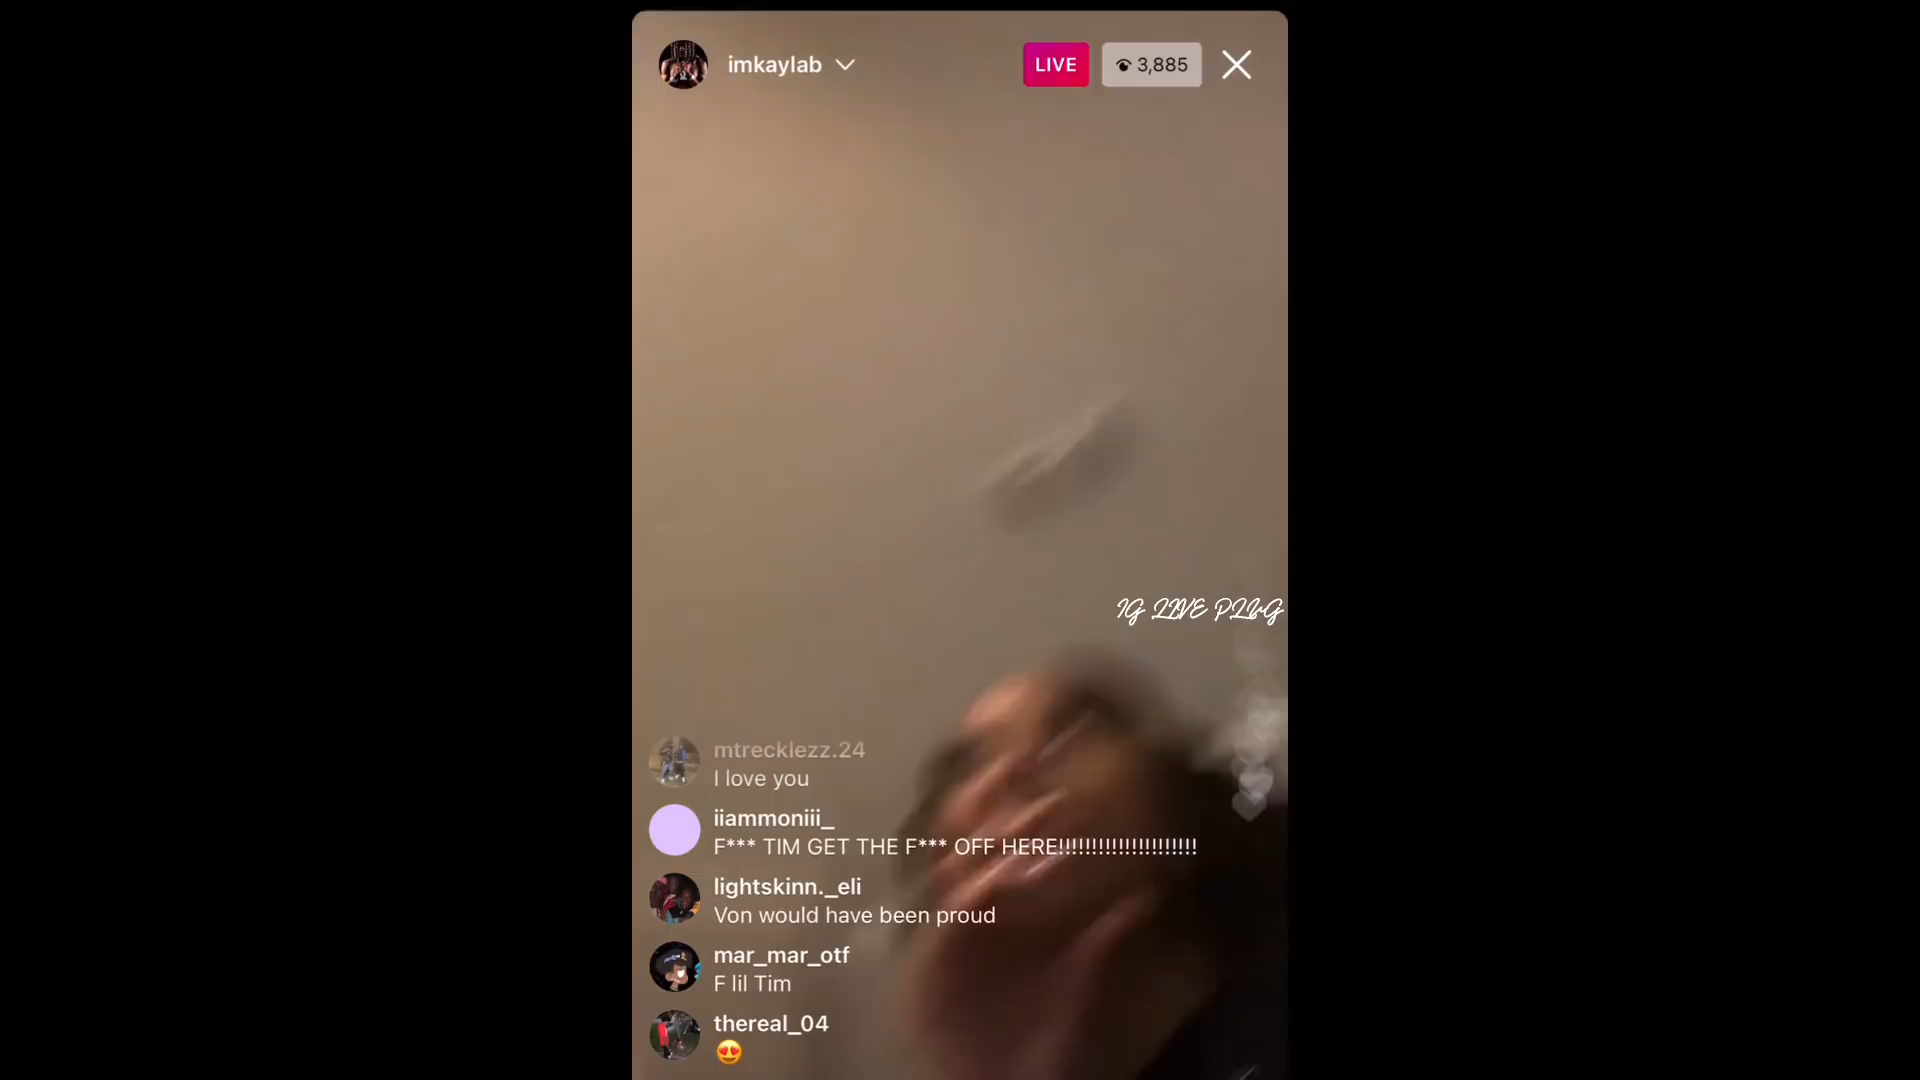 imkaylab
LIVE
3,885
IG LIVE PLUG
mtrecklezz.24
I love you
iiammoniii_
F*** TIM GET THE F*** OFF HERE!!!!!!!!!!!!!!!!!!!!!
lightskinn._eli
Von would have been proud
mar_mar_otf
F lil Tim
thereal_04
😍